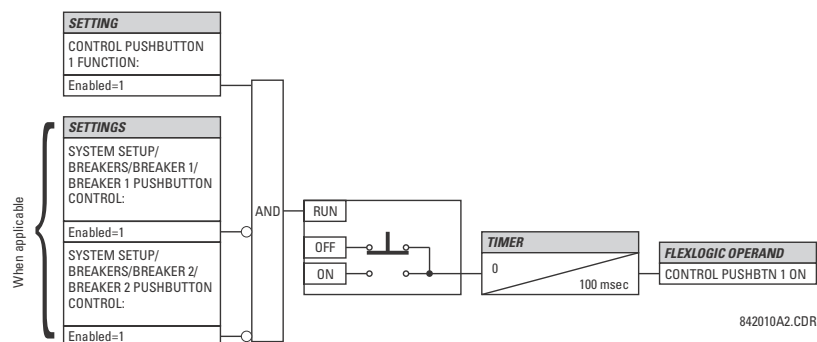 SETTING
CONTROL PUSHBUTTON
1 FUNCTION:
Enabled=1
When applicable
SETTINGS
SYSTEM SETUP/
BREAKERS/BREAKER 1/
BREAKER 1 PUSHBUTTON
CONTROL:
Enabled=1
SYSTEM SETUP/
BREAKERS/BREAKER 2/
BREAKER 2 PUSHBUTTON
CONTROL:
Enabled=1
AND
RUN
OFF
ON
TIMER
0
100 msec
FLEXLOGIC OPERAND
CONTROL PUSHBTN 1 ON
842010A2.CDR